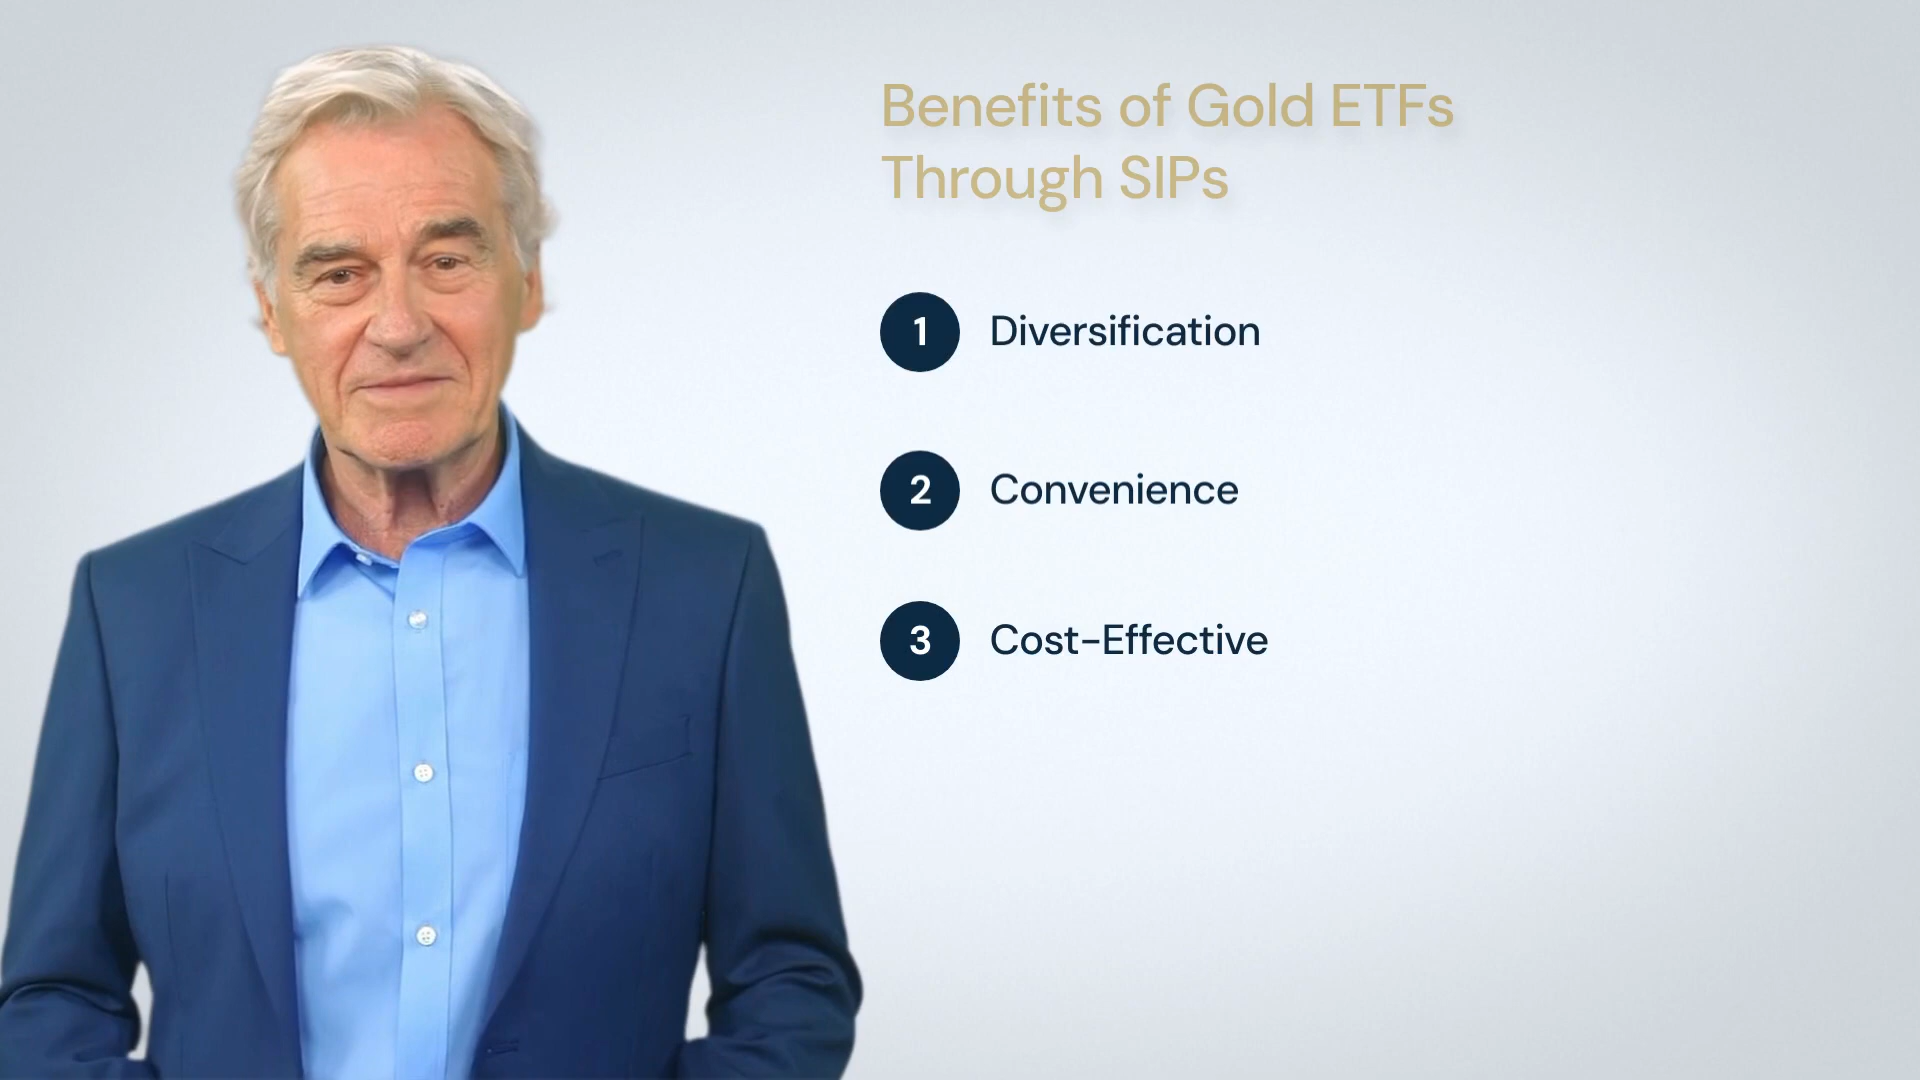 Benefits of Gold ETFs
Through SIPs
1 Diversification
2 Convenience
3 Cost-Effective